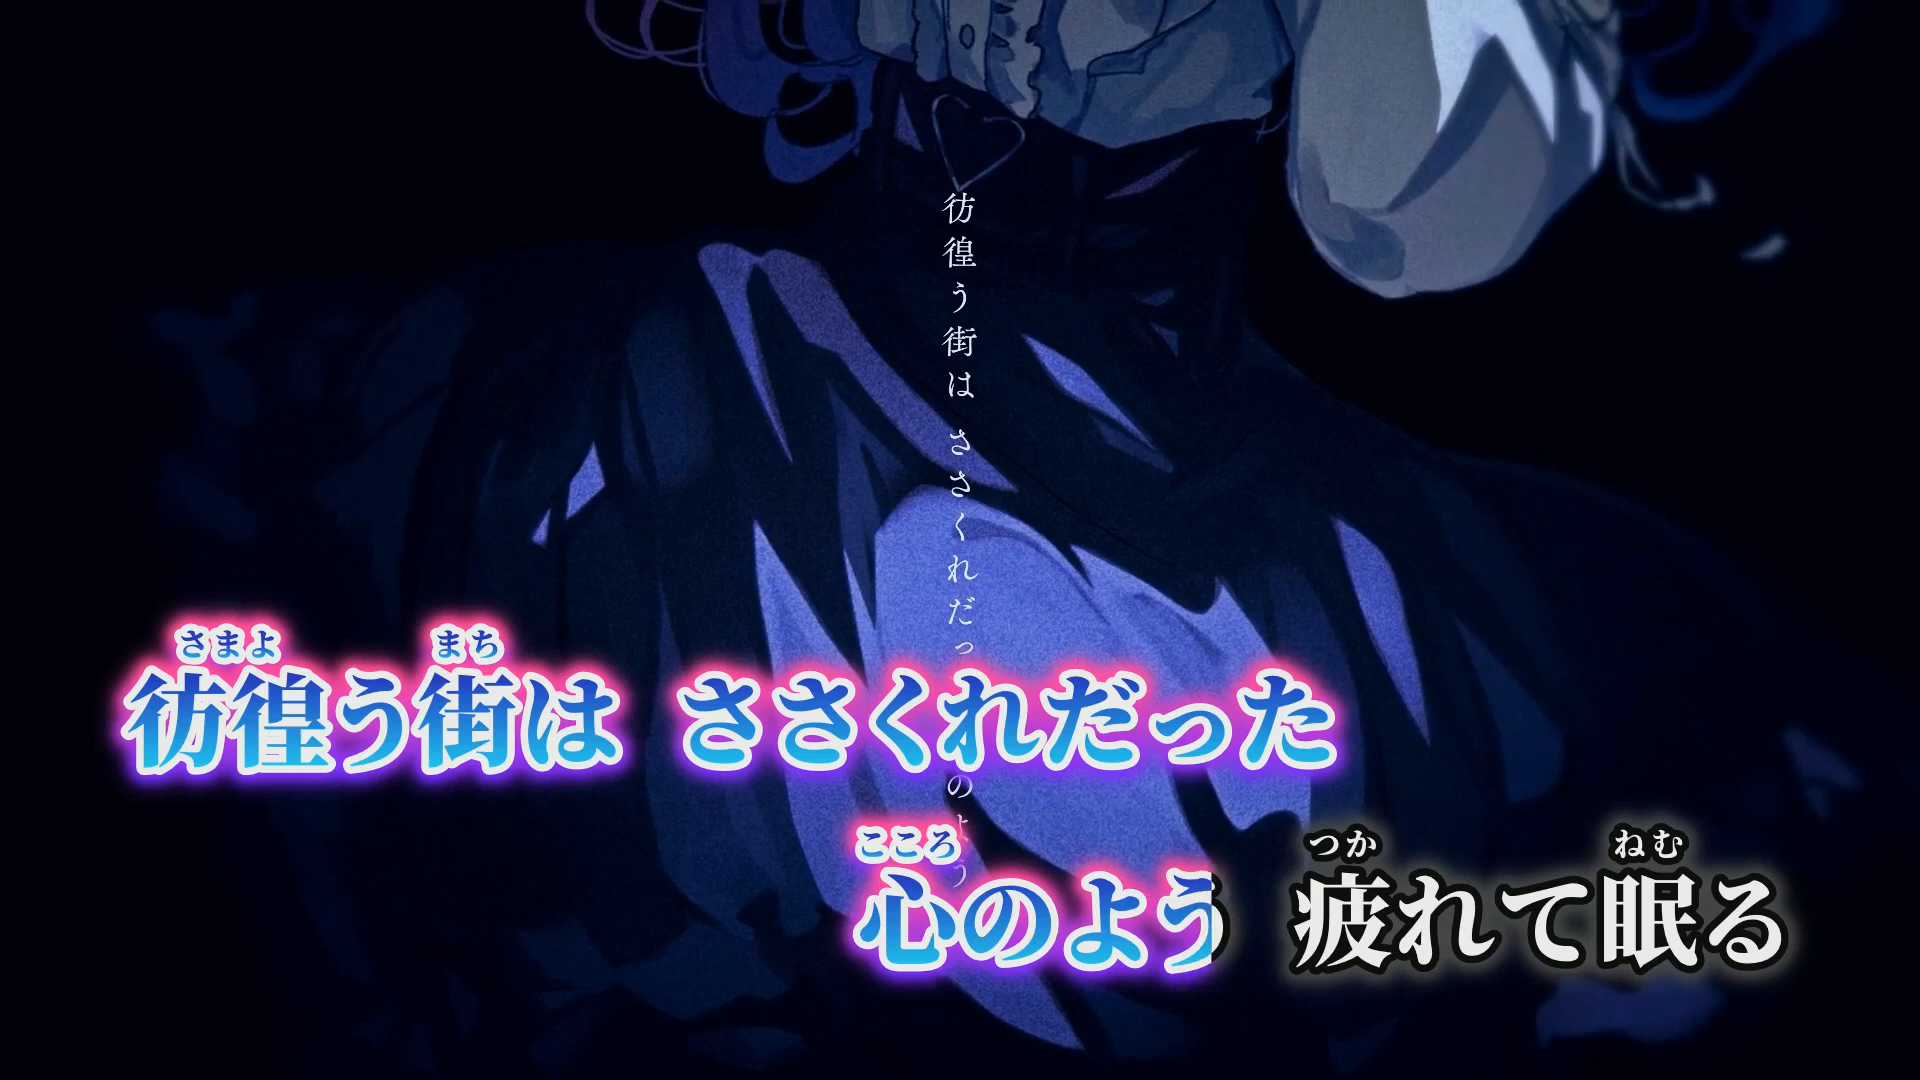 彷徨う街は ささくれだっ
のよう
さまよ まち
彷徨う街は ささくれだった
こころ つか ねむ
心のよう 疲れて眠る